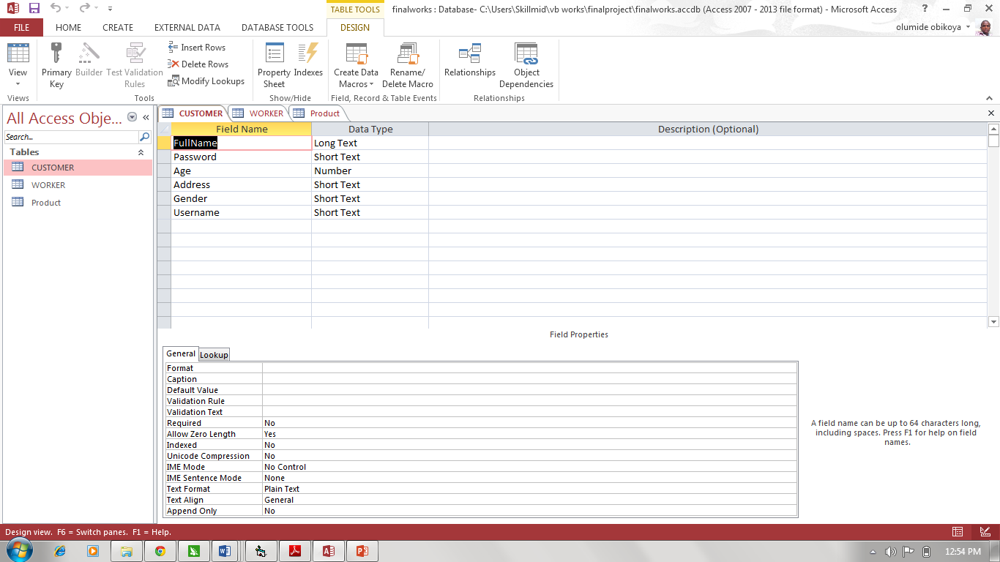 TABLE TOOLS
finalworks : Database- C:\Users\Skillmid\vb works\finalproject\finalworks.accdb (Access 2007 - 2013 file format) - Microsoft Access
FILE HOME CREATE EXTERNAL DATA DATABASE TOOLS DESIGN
olumide obikoya
View
Primary Key
Builder
Test Validation Rules
Insert Rows
Delete Rows
Modify Lookups
Property Sheet
Indexes
Create Data Macros
Rename/ Delete Macro
Relationships
Object Dependencies
Views Tools Show/Hide Field, Record & Table Events Relationships
All Access Obje...
Search...
Tables
CUSTOMER
WORKER
Product
CUSTOMER WORKER Product
Field Name Data Type Description (Optional)
FullName Long Text
Password Short Text
Age Number
Address Short Text
Gender Short Text
Username Short Text
Field Properties
General Lookup
Format
Caption
Default Value
Validation Rule
Validation Text
Required No
Allow Zero Length Yes
Indexed No
Unicode Compression No
IME Mode No Control
IME Sentence Mode None
Text Format Plain Text
Text Align General
Append Only No
A field name can be up to 64 characters long,
including spaces. Press F1 for help on field
names.
Design view. F6 = Switch panes. F1 = Help.
12:54 PM